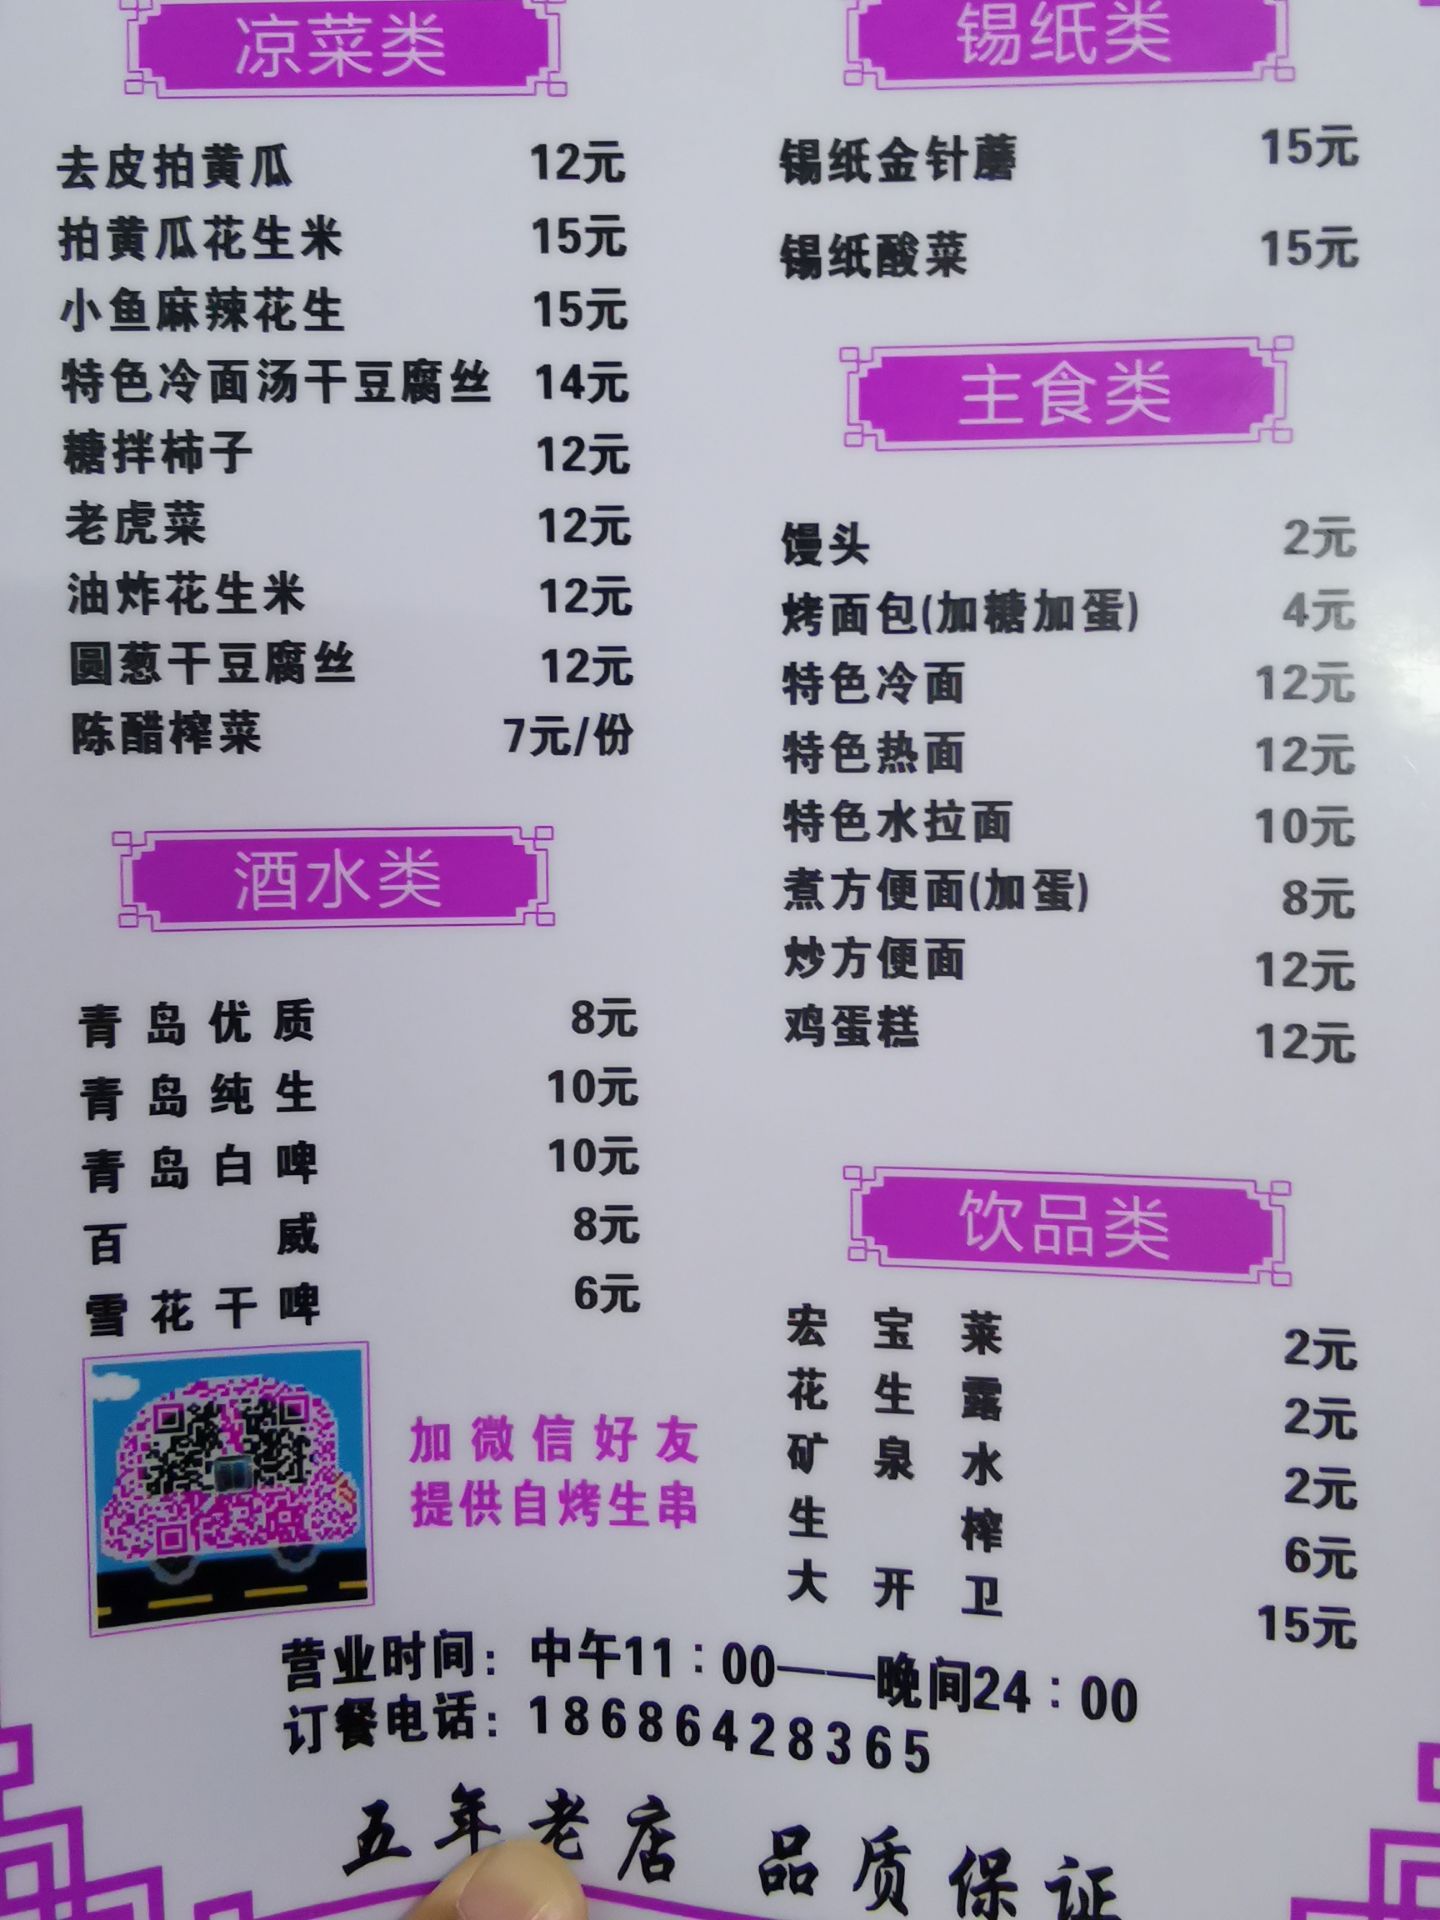 凉菜类
去皮拍黄瓜 12元
拍黄瓜花生米 15元
小鱼麻辣花生 15元
特色冷面汤干豆腐丝 14元
糖拌柿子 12元
老虎菜 12元
油炸花生米 12元
圆葱干豆腐丝 12元
陈醋榨菜 7元/份
酒水类
青岛优质 8元
青岛纯生 10元
青岛白啤 10元
百威 8元
雪花干啤 6元
加微信好友
提供自烤生串
锡纸类
锡纸金针蘑 15元
锡纸酸菜 15元
主食类
馒头 2元
烤面包(加糖加蛋) 4元
特色冷面 12元
特色热面 12元
特色水拉面 10元
煮方便面(加蛋) 8元
炒方便面 12元
鸡蛋糕 12元
饮品类
宏宝莱 2元
花生露 2元
矿泉水 2元
生榨 6元
大开卫 15元
营业时间：中午11：00——晚间24：00
订餐电话：18686428365
五年老店 品质保证